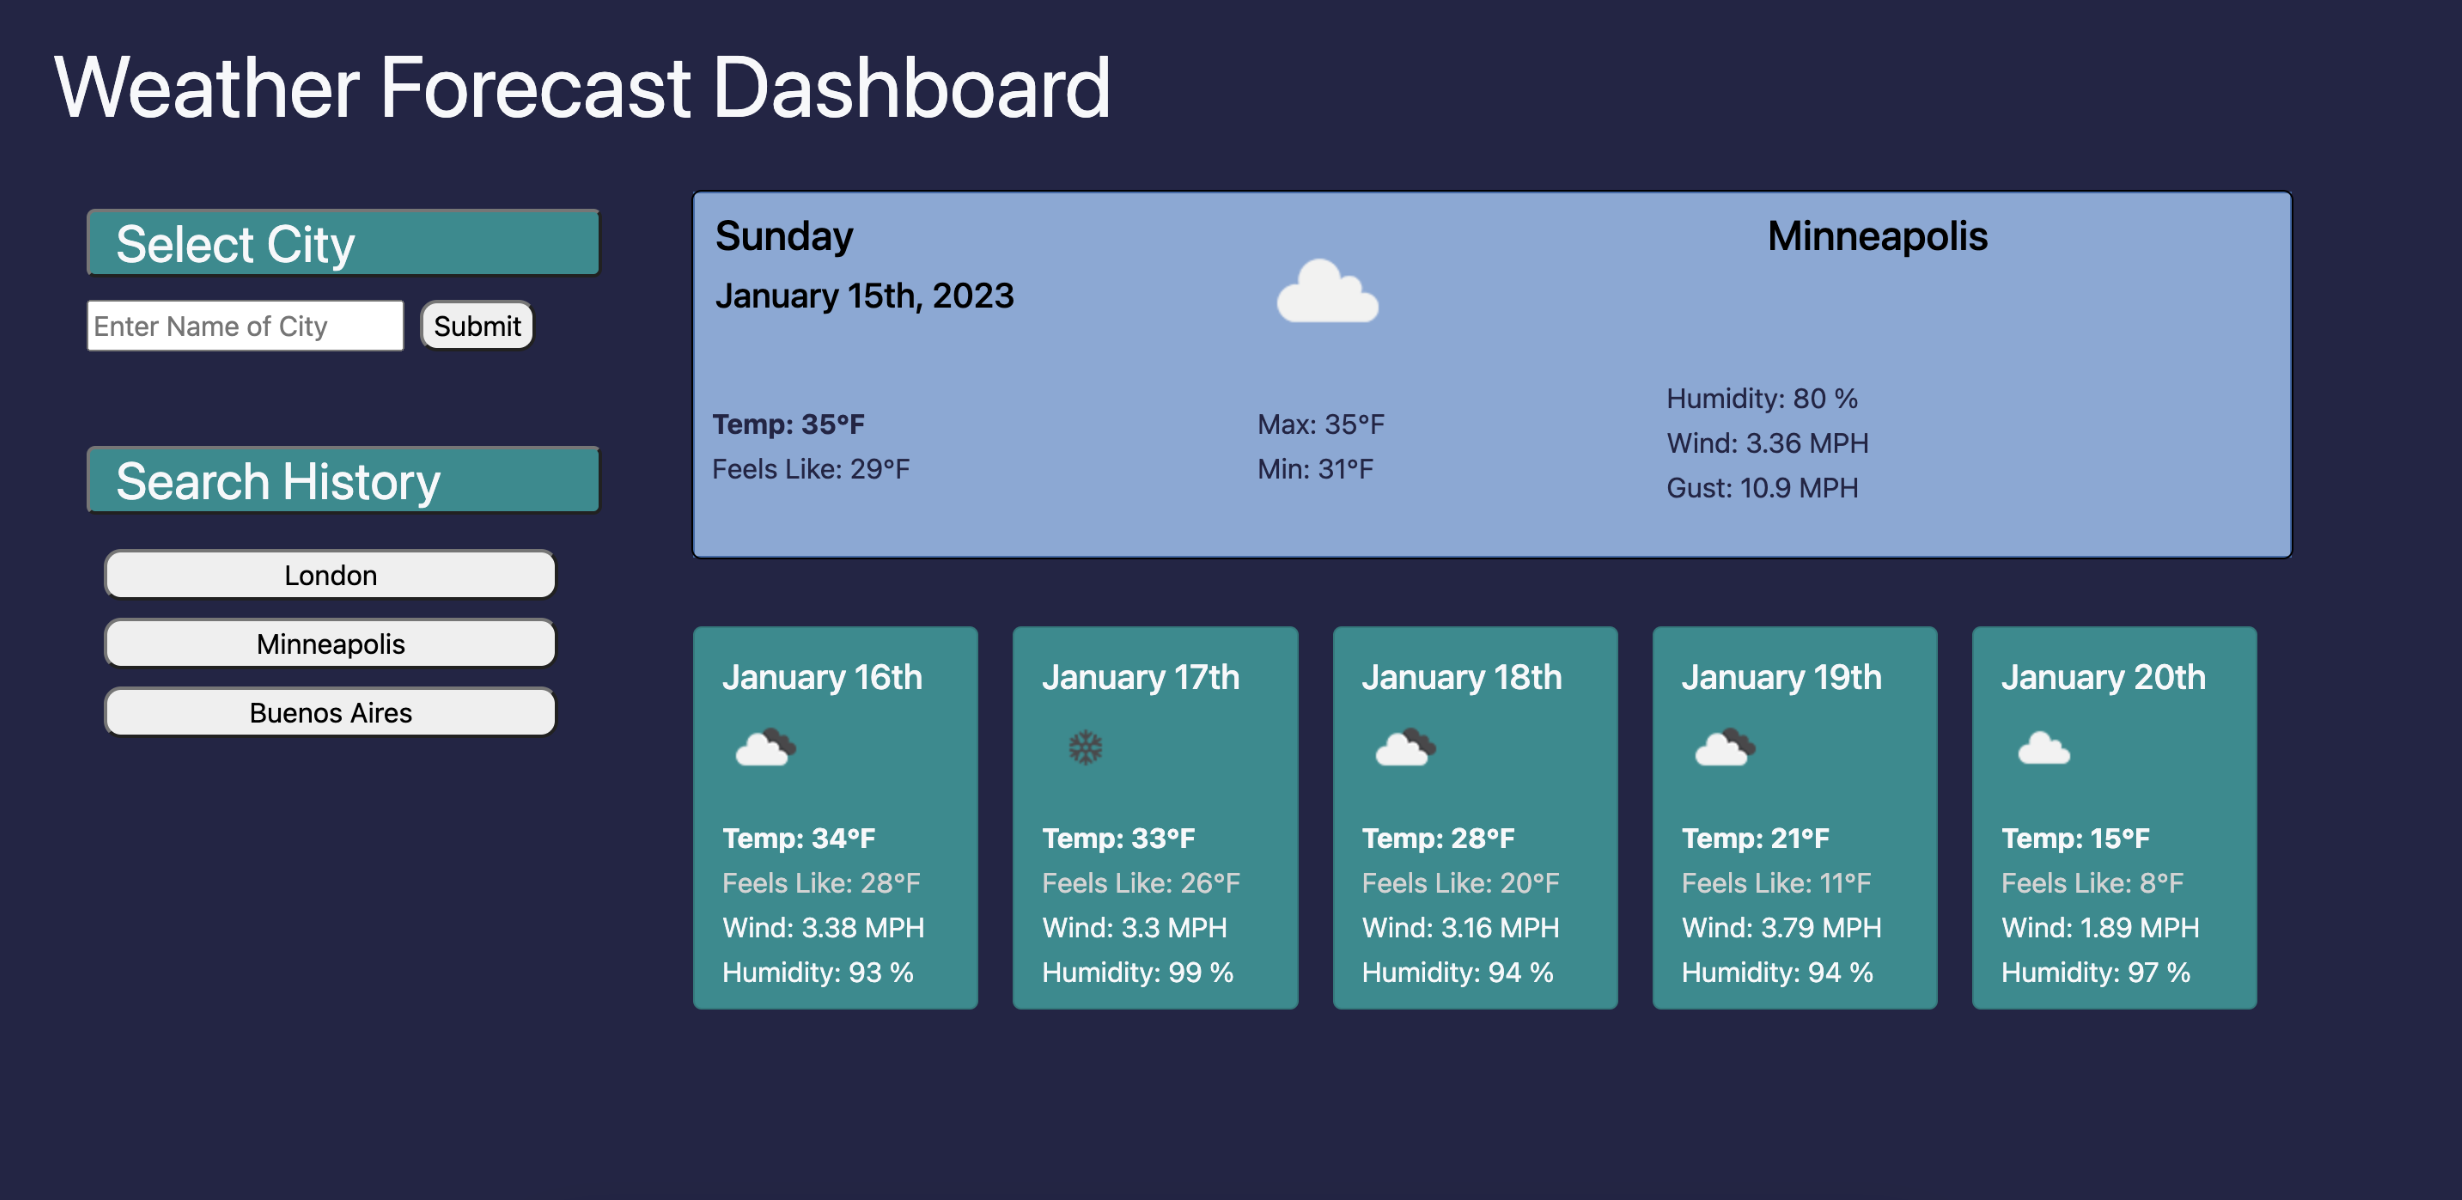 Weather Forecast Dashboard
Select City
Enter Name of City
Submit
Search History
London
Minneapolis
Buenos Aires
Sunday
Minneapolis
January 15th, 2023
Temp: 35°F
Feels Like: 29°F
Max: 35°F
Min: 31°F
Humidity: 80 %
Wind: 3.36 MPH
Gust: 10.9 MPH
January 16th
Temp: 34°F
Feels Like: 28°F
Wind: 3.38 MPH
Humidity: 93 %
January 17th
Temp: 33°F
Feels Like: 26°F
Wind: 3.3 MPH
Humidity: 99 %
January 18th
Temp: 28°F
Feels Like: 20°F
Wind: 3.16 MPH
Humidity: 94 %
January 19th
Temp: 21°F
Feels Like: 11°F
Wind: 3.79 MPH
Humidity: 94 %
January 20th
Temp: 15°F
Feels Like: 8°F
Wind: 1.89 MPH
Humidity: 97 %